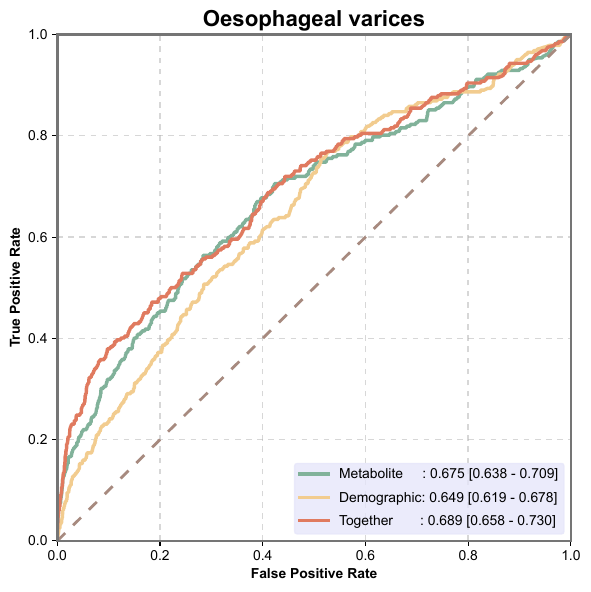 Oesophageal varices
True Positive Rate
1.0
0.8
0.6
0.4
0.2
0.0
Metabolite : 0.675 [0.638 - 0.709]
Demographic: 0.649 [0.619 - 0.678]
Together : 0.689 [0.658 - 0.730]
0.0 0.2 0.4 0.6 0.8 1.0
False Positive Rate